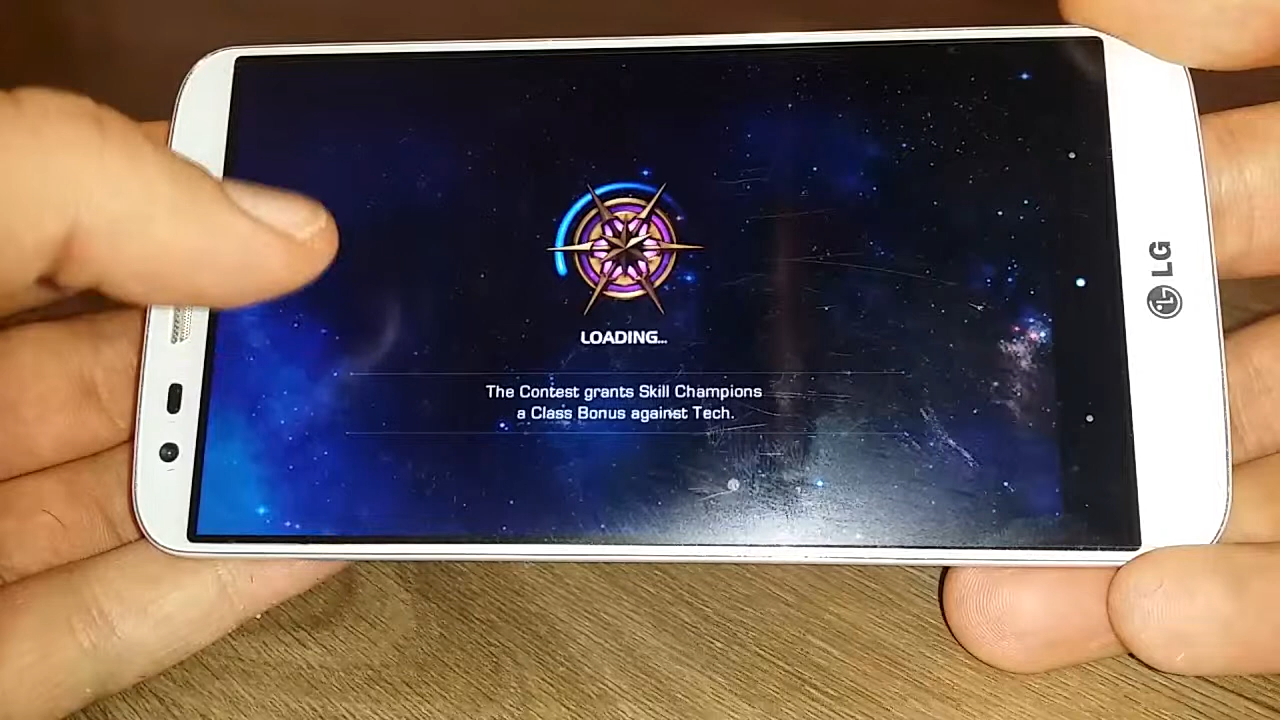 LOADING...
The Contest grants Skill Champions
a Class Bonus against Tech.
LG